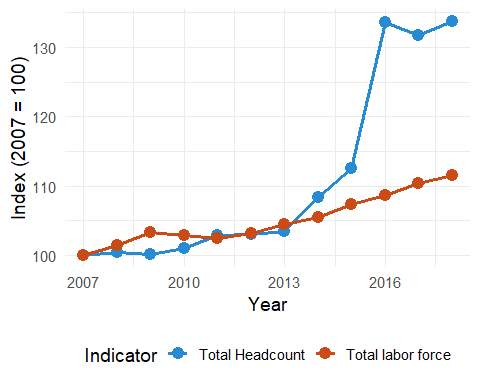 Index (2007 = 100)
130
120
110
100
2007 2010 2013 2016
Year
Indicator Total Headcount Total labor force